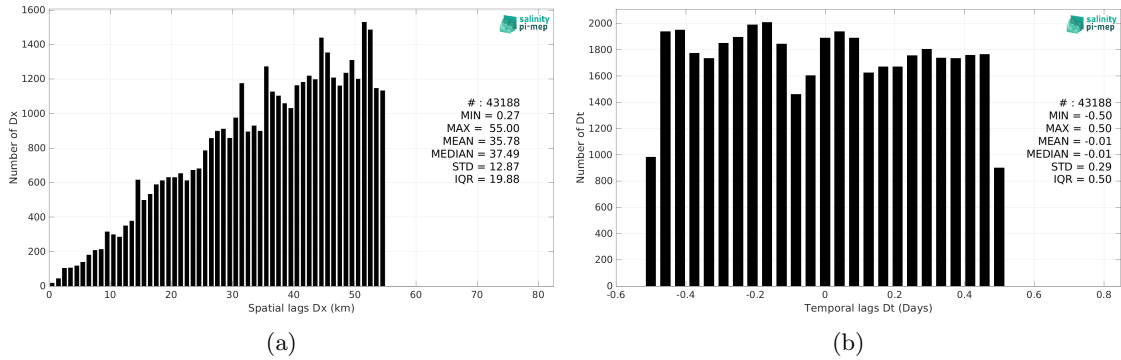 1600
1400
1200
1000
800
600
400
200
0
Number of Dx
0 10 20 30 40 50 60 70 80
Spatial lags Dx (km)
salinity
pi-mep
# : 43188
MIN = 0.27
MAX = 55.00
MEAN = 35.78
MEDIAN = 37.49
STD = 12.87
IQR = 19.88
(a)
2000
1800
1600
1400
1200
1000
800
600
400
200
0
Number of Dt
-0.6 -0.4 -0.2 0 0.2 0.4 0.6 0.8
Temporal lags Dt (Days)
salinity
pi-mep
# : 43188
MIN = -0.50
MAX = 0.50
MEAN = -0.01
MEDIAN = -0.01
STD = 0.29
IQR = 0.50
(b)